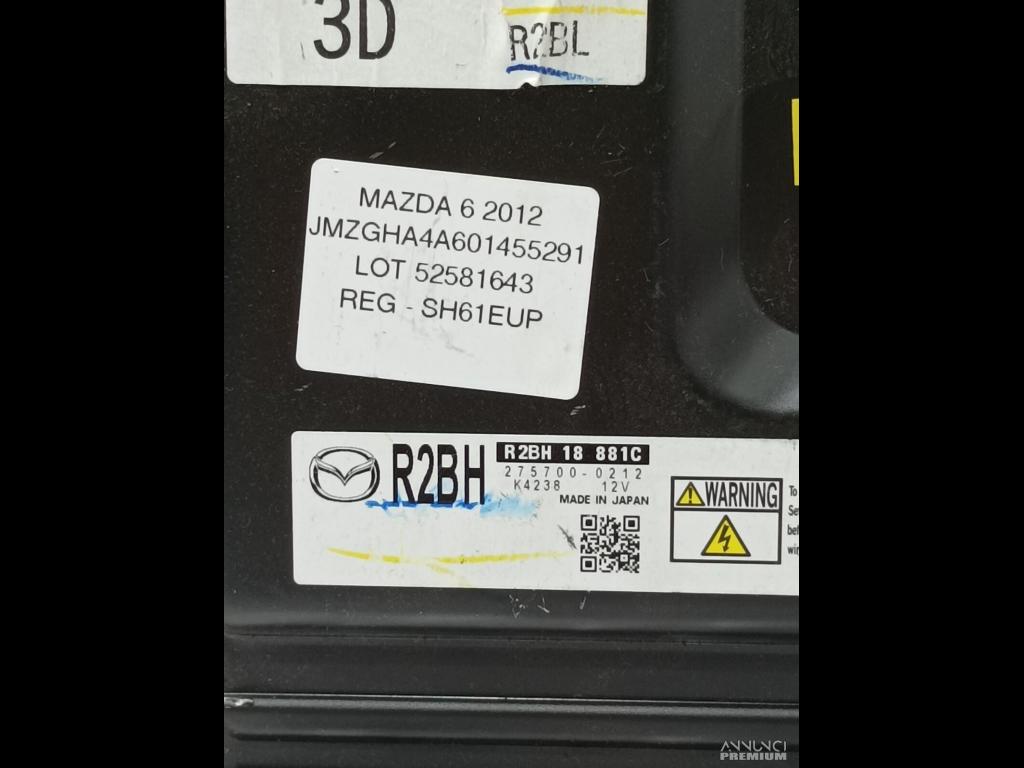 3D
R2BL
MAZDA 6 2012
JMZGHA4A601455291
LOT 52581643
REG - SH61EUP
R2BH
R2BH 18 881C
275700-0212
K4238 12V
MADE IN JAPAN
WARNING
To
ANNUNCI
PREMIUM